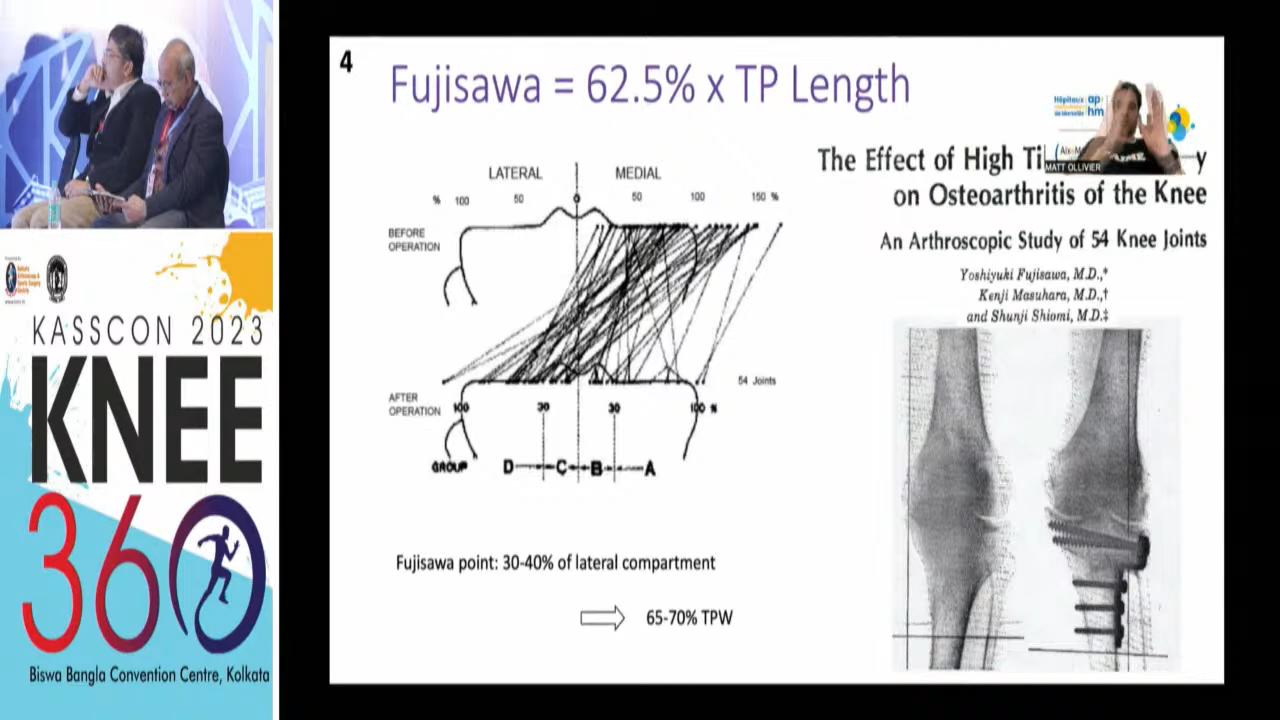 KASSCON 2023
KNEE
360
Biswa Bangla Convention Centre, Kolkata
4
Fujisawa = 62.5% x TP Length
LATERAL MEDIAL
% 100 50 0 50 100 150 %
BEFORE
OPERATION
54 Joints
AFTER
OPERATION
100 30 30 100 %
GROUP D C B A
Fujisawa point: 30-40% of lateral compartment
65-70% TPW
Hôpitaux
ap
hm
MATT OLLIVIER
The Effect of High Ti y
on Osteoarthritis of the Knee
An Arthroscopic Study of 54 Knee Joints
Yoshiyuki Fujisawa, M.D.,*
Kenji Masuhara, M.D.,†
and Shunji Shiomi, M.D.‡